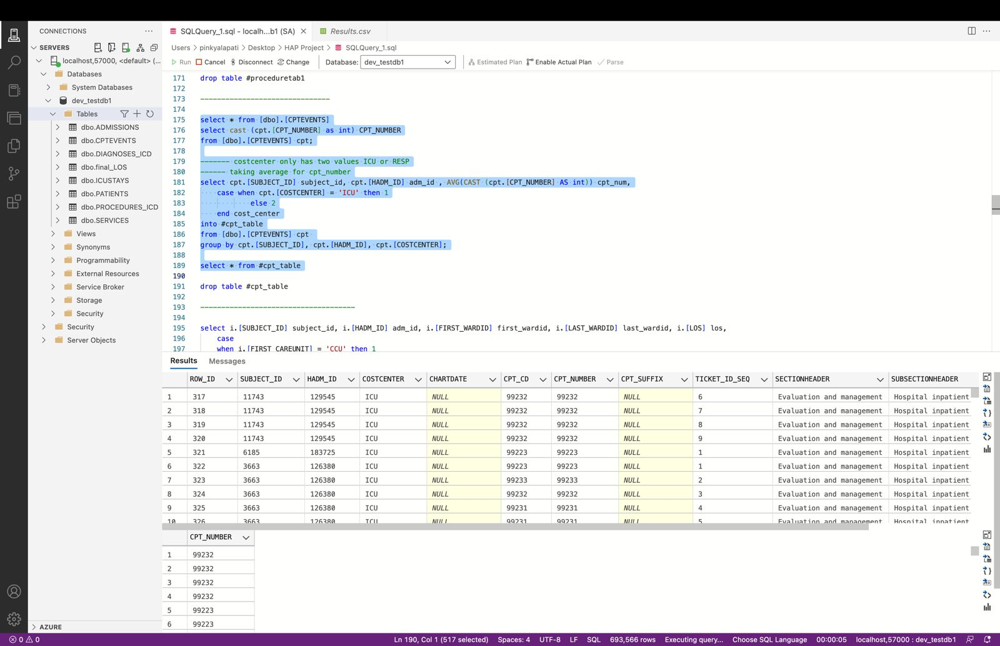 CONNECTIONS ···
SQLQuery_1.sql - localh...b1 (SA)
Results.csv
SERVERS
Users > pinkyalapati > Desktop > HAP Project > SQLQuery_1.sql
localhost,57000, <default> (...
Run Cancel Disconnect Change Database: dev_testdb1 Estimated Plan Enable Actual Plan Parse
Databases
System Databases
dev_testdb1
Tables
dbo.ADMISSIONS
dbo.CPTEVENTS
dbo.DIAGNOSES_ICD
dbo.final_LOS
dbo.ICUSTAYS
dbo.PATIENTS
dbo.PROCEDURES_ICD
dbo.SERVICES
Views
Synonyms
Programmability
External Resources
Service Broker
Storage
Security
Security
Server Objects
AZURE
171 drop table #proceduretab1
172
173 -------------------------------
174
175 select * from [dbo].[CPTEVENTS]
176 select cast (cpt.[CPT_NUMBER] as int) CPT_NUMBER
177 from [dbo].[CPTEVENTS] cpt;
178
179 ------- costcenter only has two values ICU or RESP
180 ------ taking average for cpt_number
181 select cpt.[SUBJECT_ID] subject_id, cpt.[HADM_ID] adm_id , AVG(CAST (cpt.[CPT_NUMBER] AS int)) cpt_num,
182 case when cpt.[COSTCENTER] = 'ICU' then 1
183 else 2
184 end cost_center
185 into #cpt_table
186 from [dbo].[CPTEVENTS] cpt
187 group by cpt.[SUBJECT_ID], cpt.[HADM_ID], cpt.[COSTCENTER];
188
189 select * from #cpt_table
190
191 drop table #cpt_table
192
193 -------------------------------------
194
195 select i.[SUBJECT_ID] subject_id, i.[HADM_ID] adm_id, i.[FIRST_WARDID] first_wardid, i.[LAST_WARDID] last_wardid, i.[LOS] los,
196 case
197 when i.[FIRST_CAREUNIT] = 'CCU' then 1
Results Messages
ROW_ID SUBJECT_ID HADM_ID COSTCENTER CHARTDATE CPT_CD CPT_NUMBER CPT_SUFFIX TICKET_ID_SEQ SECTIONHEADER SUBSECTIONHEADER
1 317 11743 129545 ICU NULL 99232 99232 NULL 6 Evaluation and management Hospital inpatient
2 318 11743 129545 ICU NULL 99232 99232 NULL 7 Evaluation and management Hospital inpatient
3 319 11743 129545 ICU NULL 99232 99232 NULL 8 Evaluation and management Hospital inpatient
4 320 11743 129545 ICU NULL 99232 99232 NULL 9 Evaluation and management Hospital inpatient
5 321 6185 183725 ICU NULL 99223 99223 NULL 1 Evaluation and management Hospital inpatient
6 322 3663 126380 ICU NULL 99223 99223 NULL 1 Evaluation and management Hospital inpatient
7 323 3663 126380 ICU NULL 99233 99233 NULL 2 Evaluation and management Hospital inpatient
8 324 3663 126380 ICU NULL 99232 99232 NULL 3 Evaluation and management Hospital inpatient
9 325 3663 126380 ICU NULL 99231 99231 NULL 4 Evaluation and management Hospital inpatient
10 326 3663 126380 ICU NULL 99231 99231 NULL 5 Evaluation and management Hospital inpatient
CPT_NUMBER
1 99232
2 99232
3 99232
4 99232
5 99223
6 99223
0 0 Ln 190, Col 1 (517 selected) Spaces: 4 UTF-8 LF SQL 693,566 rows Executing query... Choose SQL Language 00:00:05 localhost,57000 : dev_testdb1